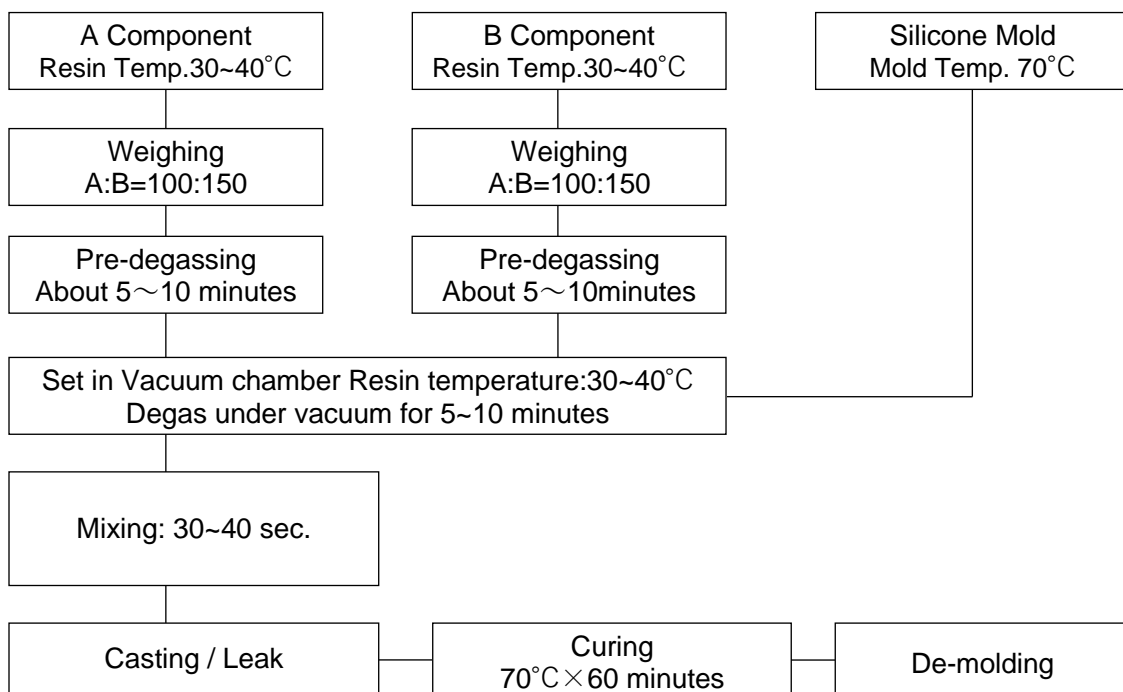 A Component
Resin Temp.30~40℃
B Component
Resin Temp.30~40℃
Silicone Mold
Mold Temp. 70℃
Weighing
A:B=100:150
Weighing
A:B=100:150
Pre-degassing
About 5～10 minutes
Pre-degassing
About 5～10minutes
Set in Vacuum chamber Resin temperature:30~40℃
Degas under vacuum for 5~10 minutes
Mixing: 30~40 sec.
Casting / Leak
Curing
70℃×60 minutes
De-molding